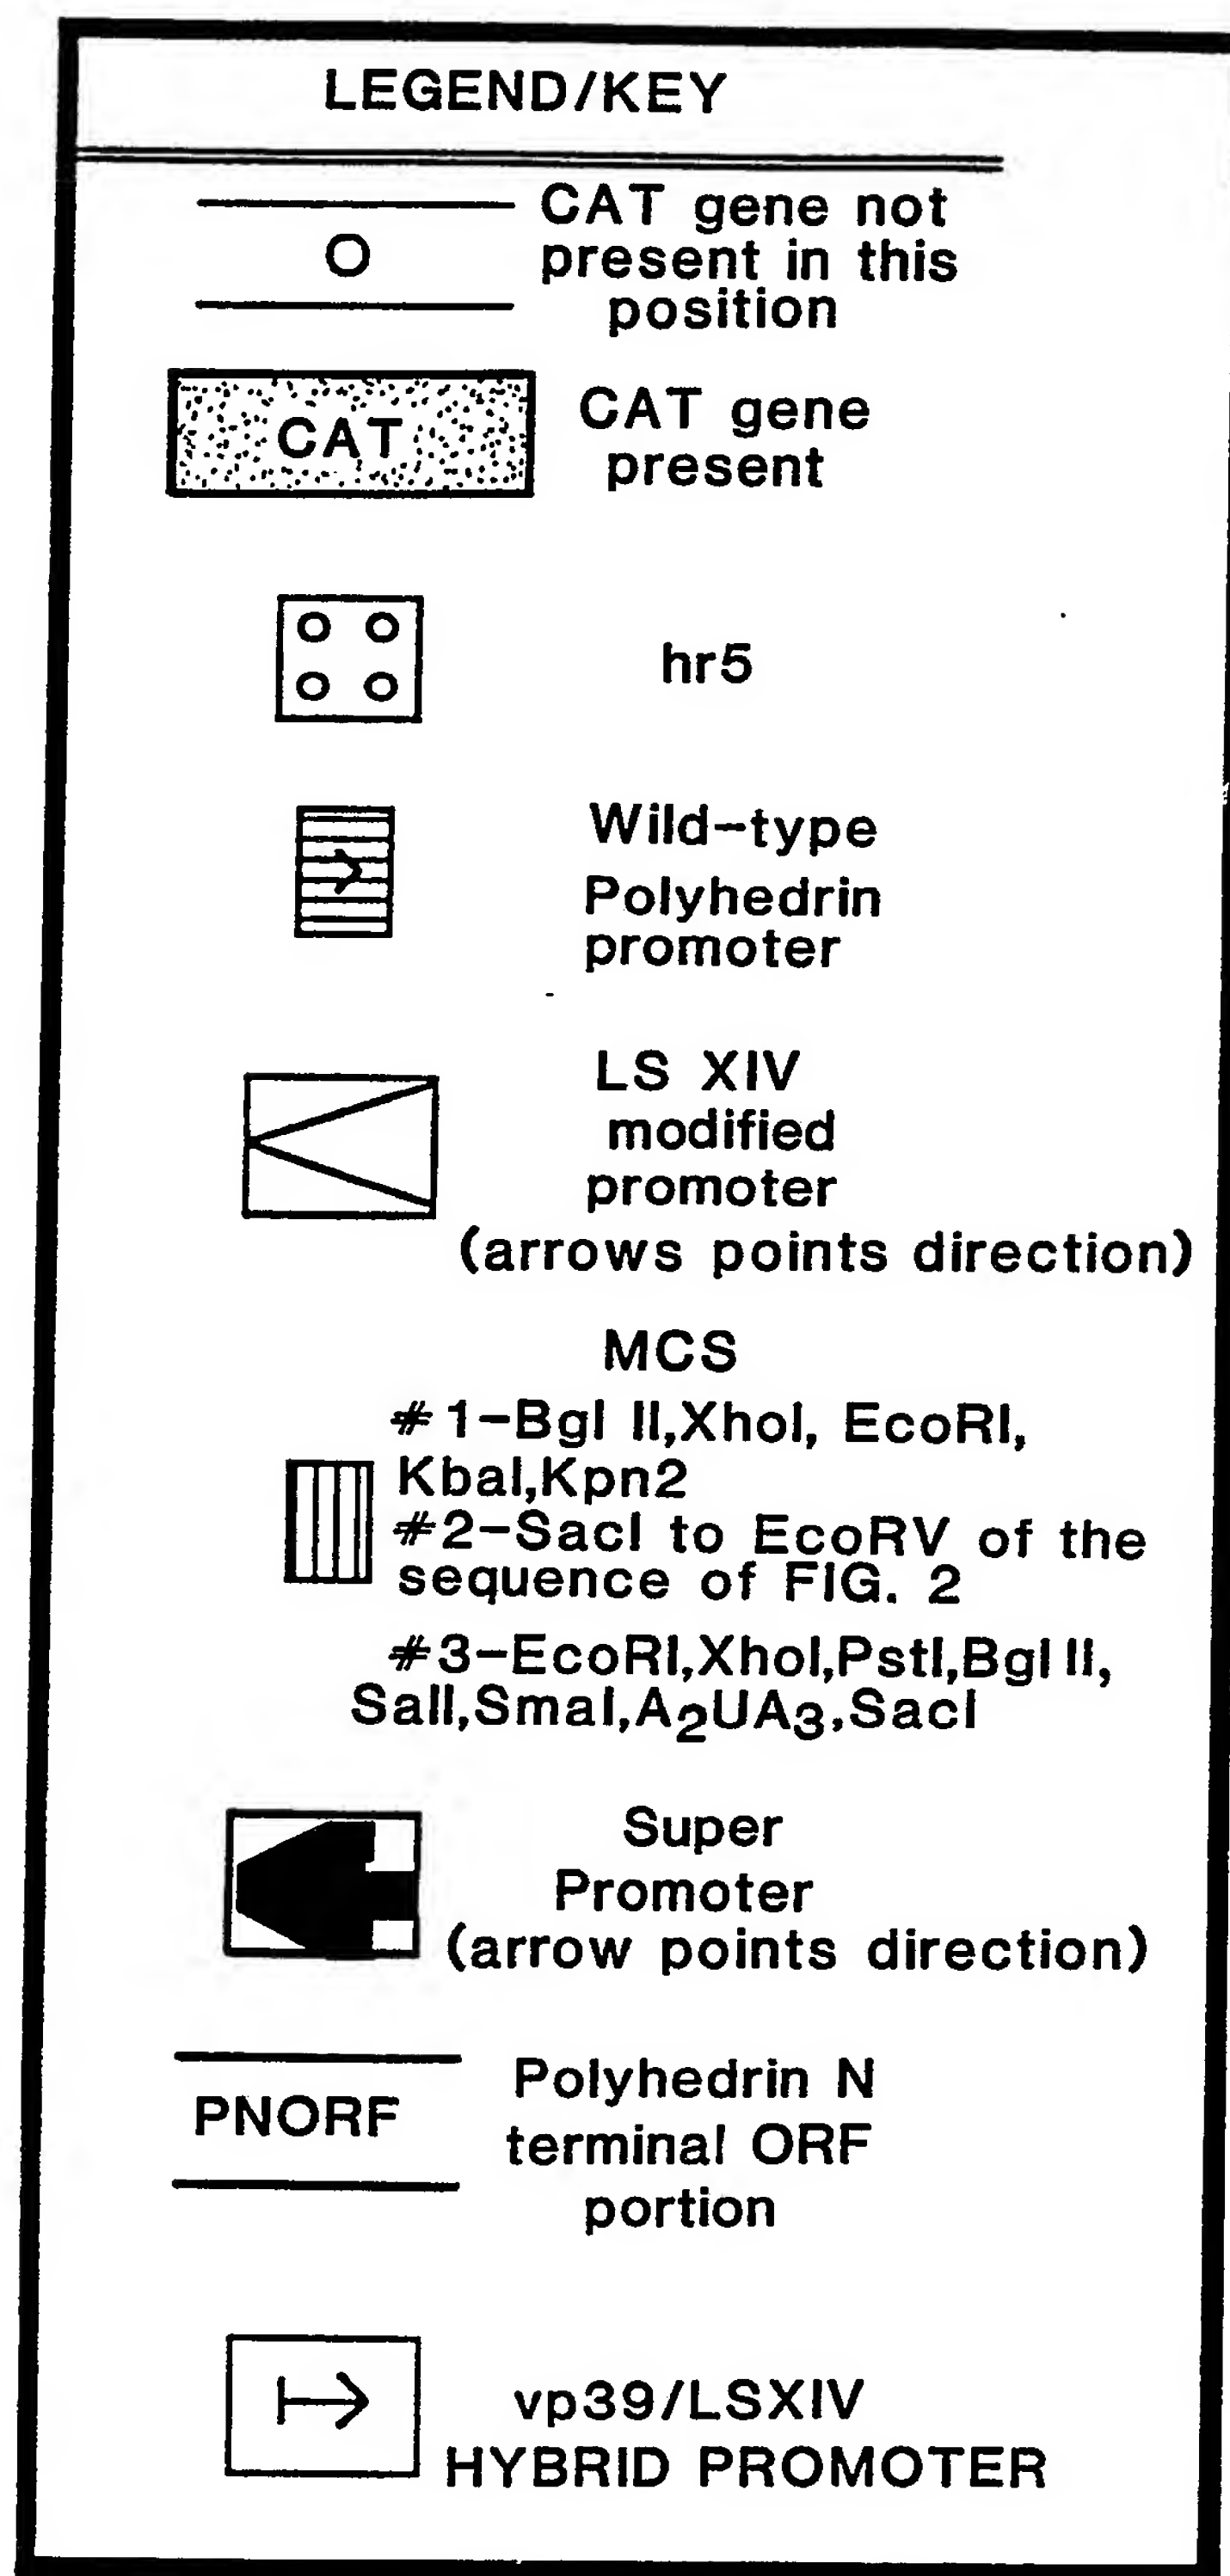 LEGEND/KEY
CAT gene not
O present in this
position
CAT CAT gene
present
hr5
Wild-type
Polyhedrin
promoter
LS XIV
modified
promoter
(arrows points direction)
MCS
#1-Bgl II,XhoI, EcoRI,
KbaI,Kpn2
#2-SacI to EcoRV of the
sequence of FIG. 2
#3-EcoRI,XhoI,PstI,Bgl II,
SalI,SmaI,A2UA3,SacI
Super
Promoter
(arrow points direction)
Polyhedrin N
PNORF terminal ORF
portion
vp39/LSXIV
HYBRID PROMOTER